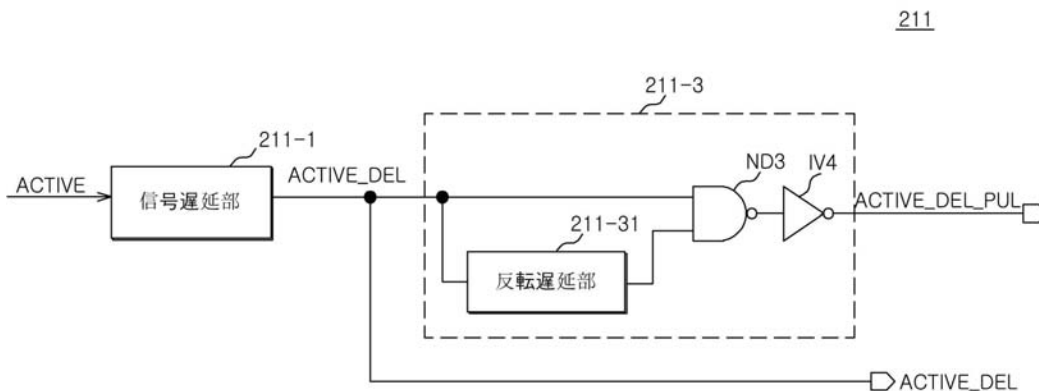 211
211-3
211-1
ND3
IV4
ACTIVE
信号遅延部
ACTIVE_DEL
ACTIVE_DEL_PUL
211-31
反転遅延部
ACTIVE_DEL